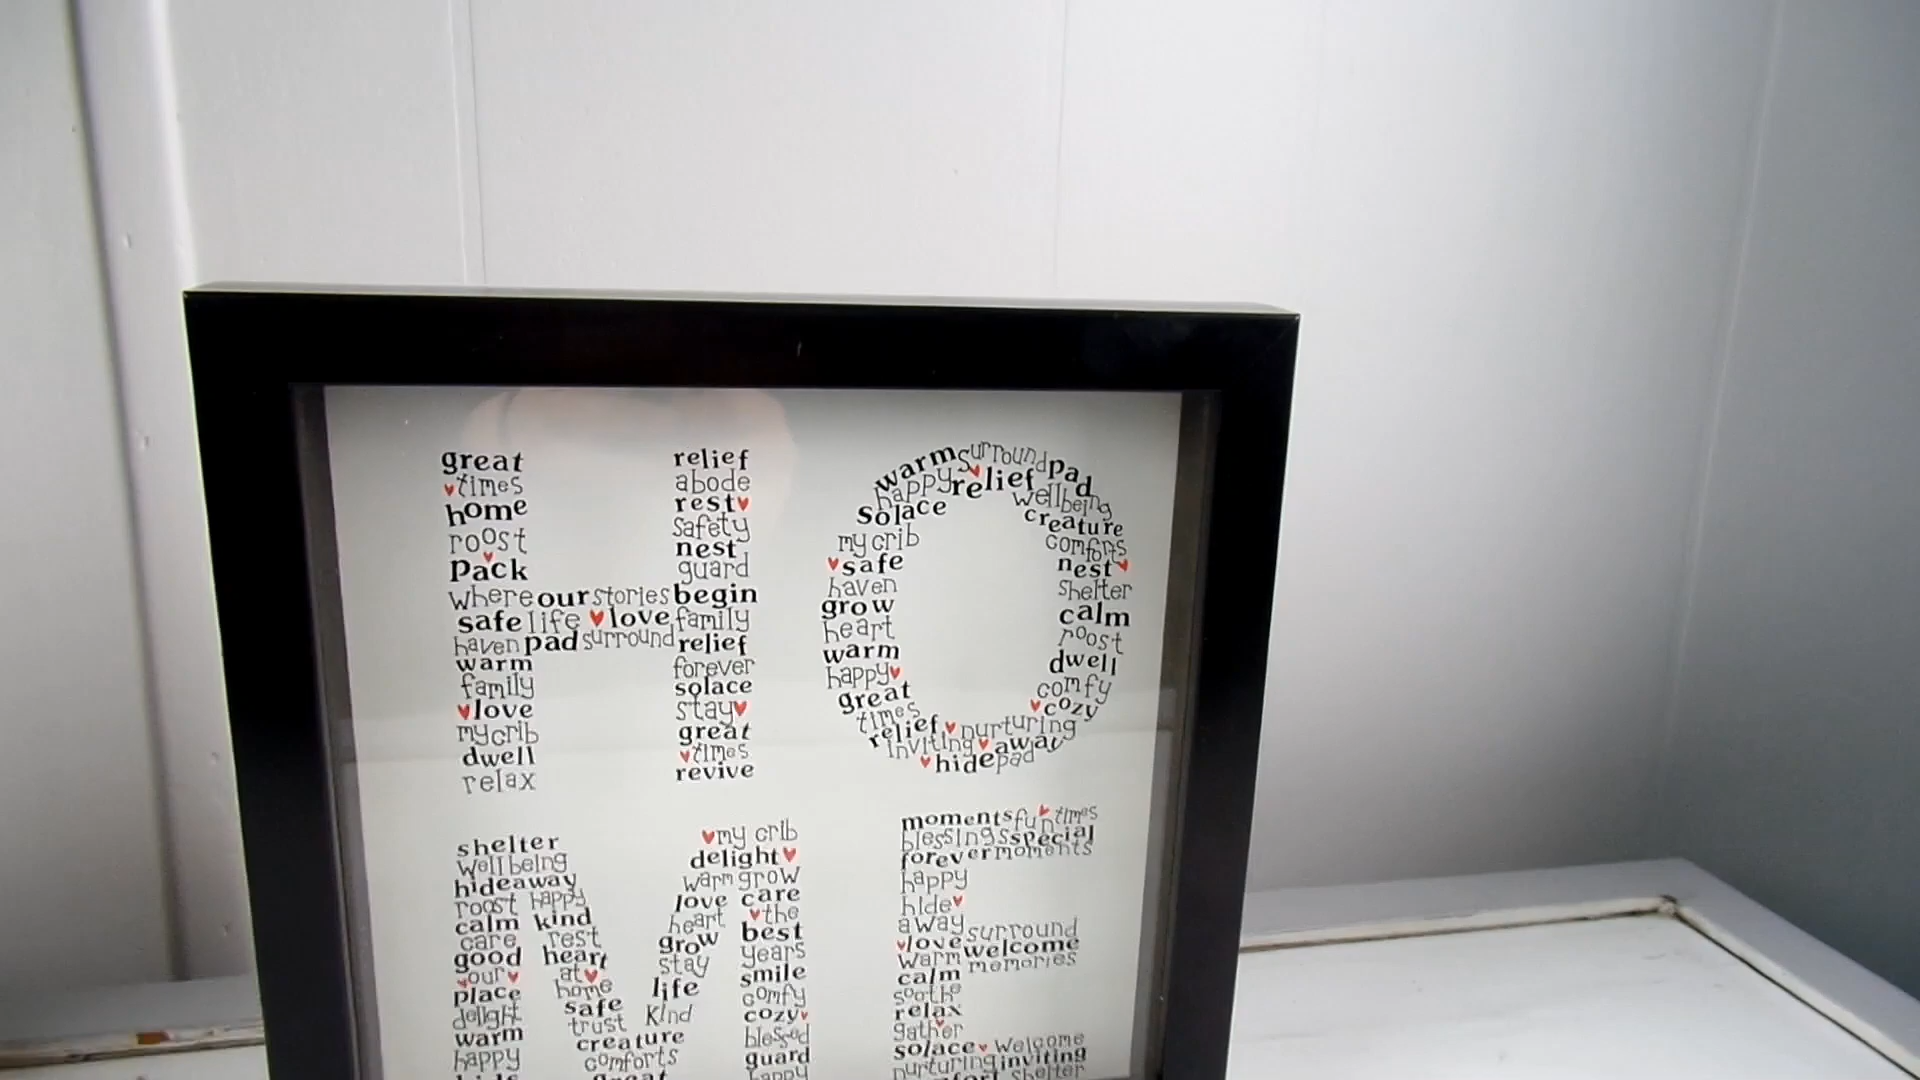 great
times
home
roost
pack
where our stories begin
safe life love family
haven pad surround relief
warm
family
love
my crib
dwell
relax
relief
abode
rest
safety
nest
guard
forever
solace
stay
great
times
revive
warm surround pad
happy relief wellbeing
solace
creature
my crib
comforts
safe
nest
haven
shelter
grow
calm
heart
roost
warm
dwell
happy
comfy
great
cozy
times
relief nurturing
inviting away
hide pad
shelter
well being
hideaway
roost happy
calm kind
care rest
good heart
our at
place home
delight safe
warm trust
happy
my crib
delight
warm grow
love care
heart the
grow best
stay years
life smile
kind comfy
creature cozy
comforts blessed
great guard
happy
moments fun times
blessings special
forever moments
happy
hide
away surround
love welcome
warm memories
calm
soothe
relax
gather
solace welcome
nurturing inviting
shelter